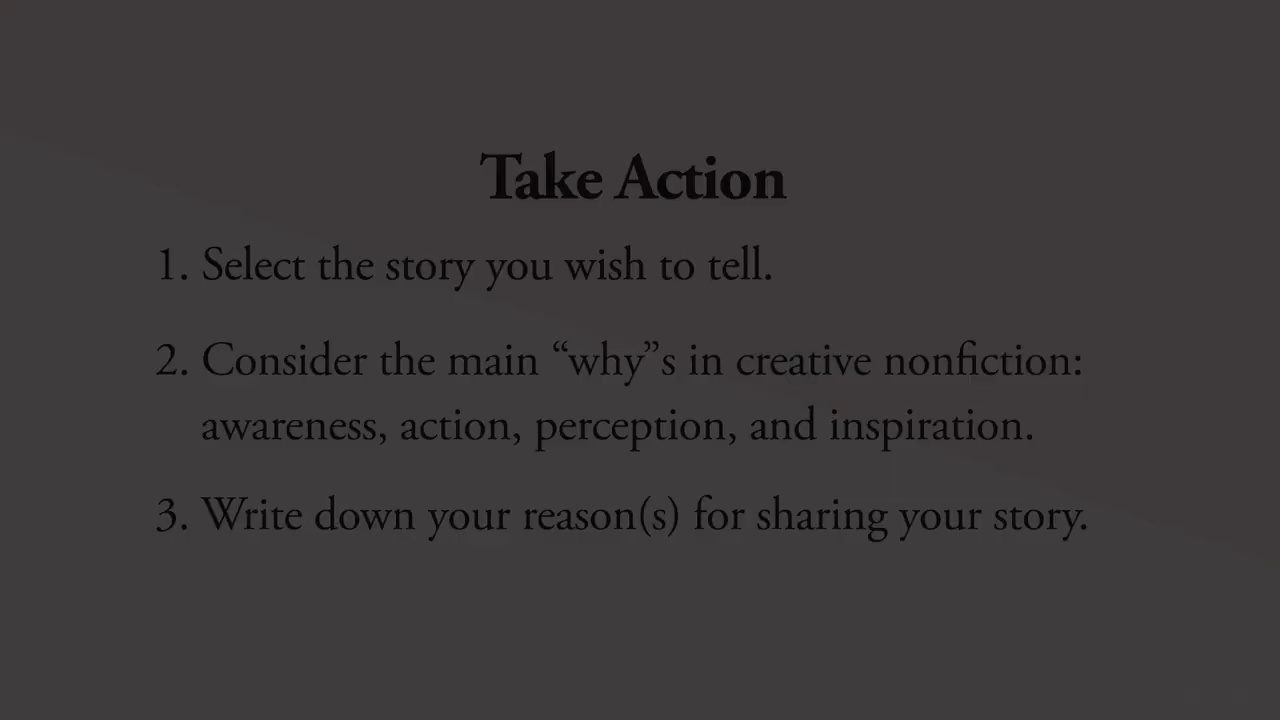 Take Action
1. Select the story you wish to tell.
2. Consider the main “why”s in creative nonfiction:
awareness, action, perception, and inspiration.
3. Write down your reason(s) for sharing your story.